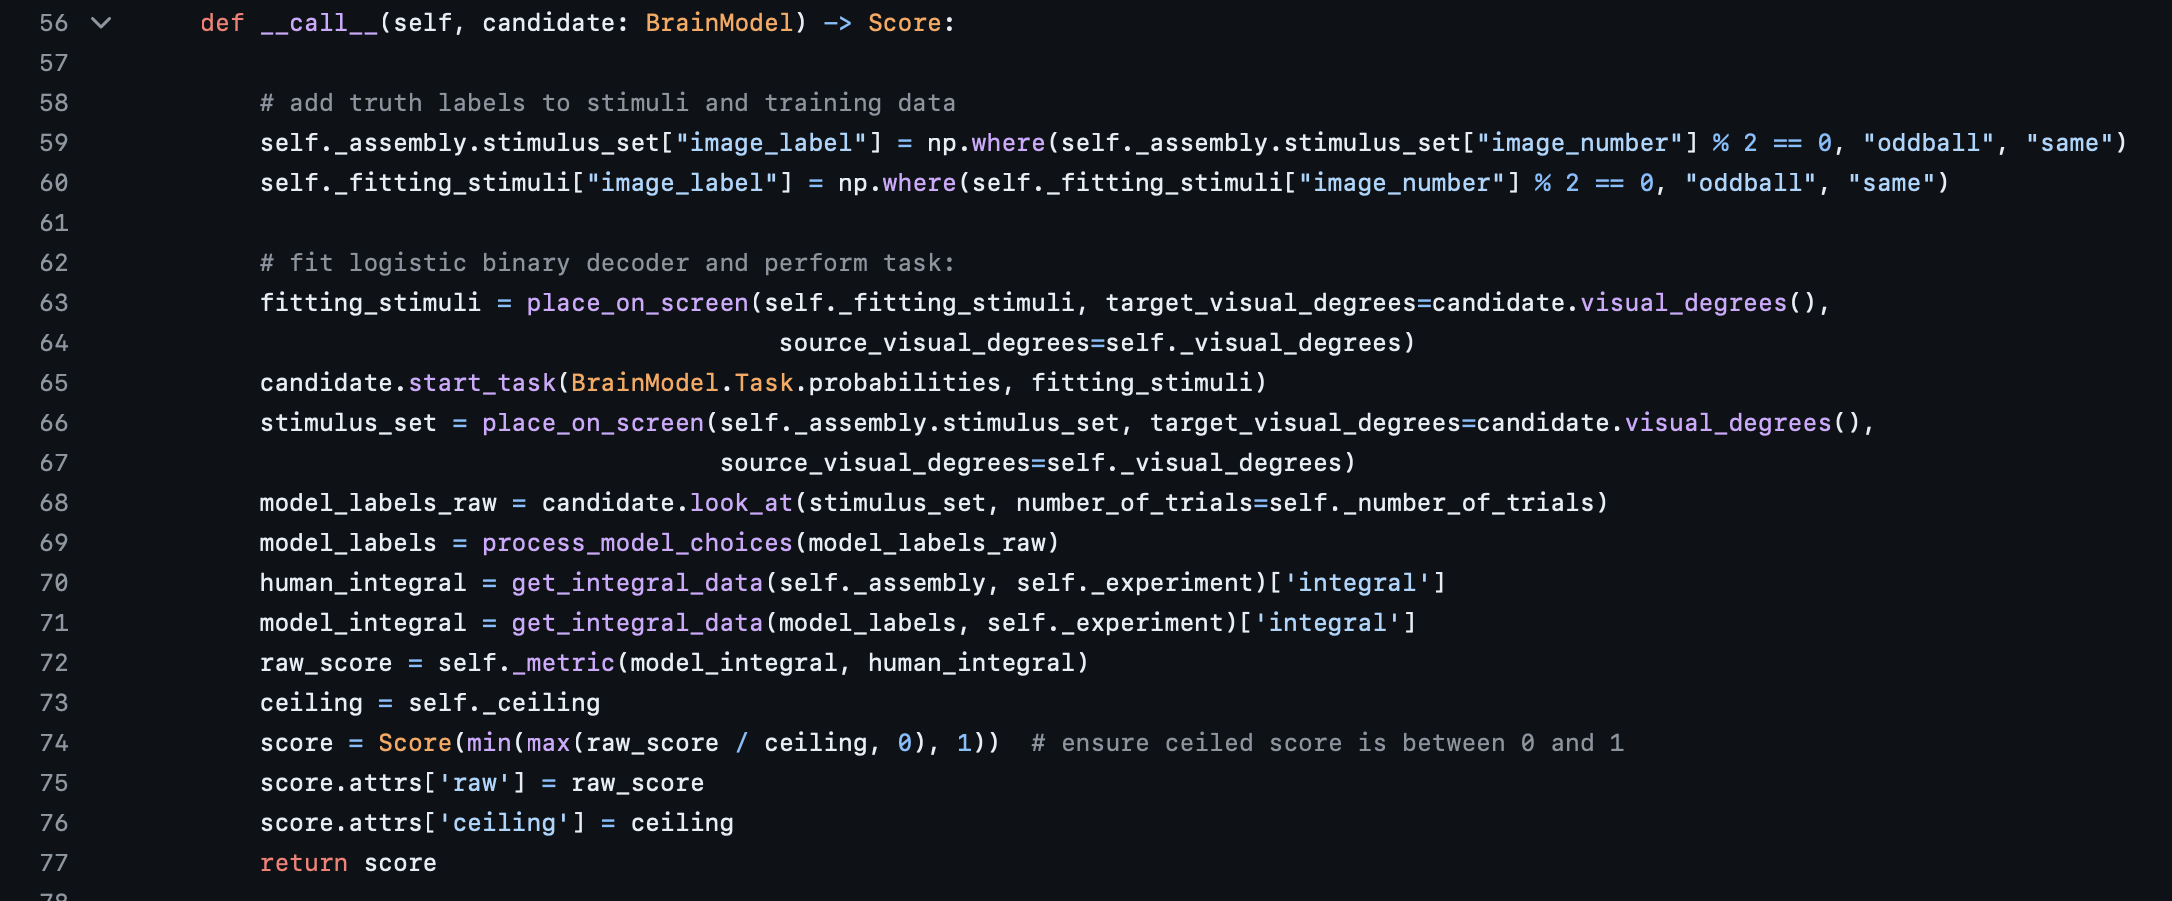 56 def __call__(self, candidate: BrainModel) -> Score:
57
58 # add truth labels to stimuli and training data
59 self._assembly.stimulus_set["image_label"] = np.where(self._assembly.stimulus_set["image_number"] % 2 == 0, "oddball", "same")
60 self._fitting_stimuli["image_label"] = np.where(self._fitting_stimuli["image_number"] % 2 == 0, "oddball", "same")
61
62 # fit logistic binary decoder and perform task:
63 fitting_stimuli = place_on_screen(self._fitting_stimuli, target_visual_degrees=candidate.visual_degrees(),
64 source_visual_degrees=self._visual_degrees)
65 candidate.start_task(BrainModel.Task.probabilities, fitting_stimuli)
66 stimulus_set = place_on_screen(self._assembly.stimulus_set, target_visual_degrees=candidate.visual_degrees(),
67 source_visual_degrees=self._visual_degrees)
68 model_labels_raw = candidate.look_at(stimulus_set, number_of_trials=self._number_of_trials)
69 model_labels = process_model_choices(model_labels_raw)
70 human_integral = get_integral_data(self._assembly, self._experiment)['integral']
71 model_integral = get_integral_data(model_labels, self._experiment)['integral']
72 raw_score = self._metric(model_integral, human_integral)
73 ceiling = self._ceiling
74 score = Score(min(max(raw_score / ceiling, 0), 1))  # ensure ceiled score is between 0 and 1
75 score.attrs['raw'] = raw_score
76 score.attrs['ceiling'] = ceiling
77 return score